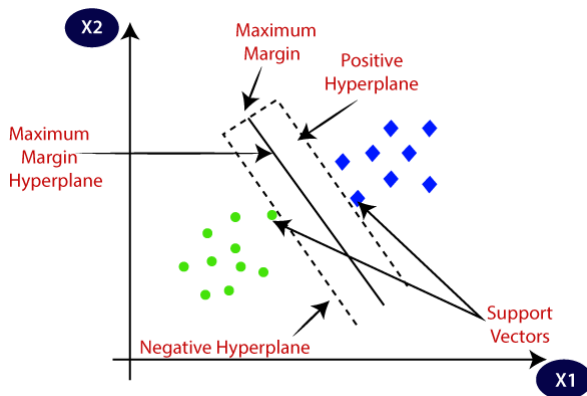 X2
Maximum
Margin
Positive
Hyperplane
Maximum
Margin
Hyperplane
Support
Vectors
Negative Hyperplane
X1